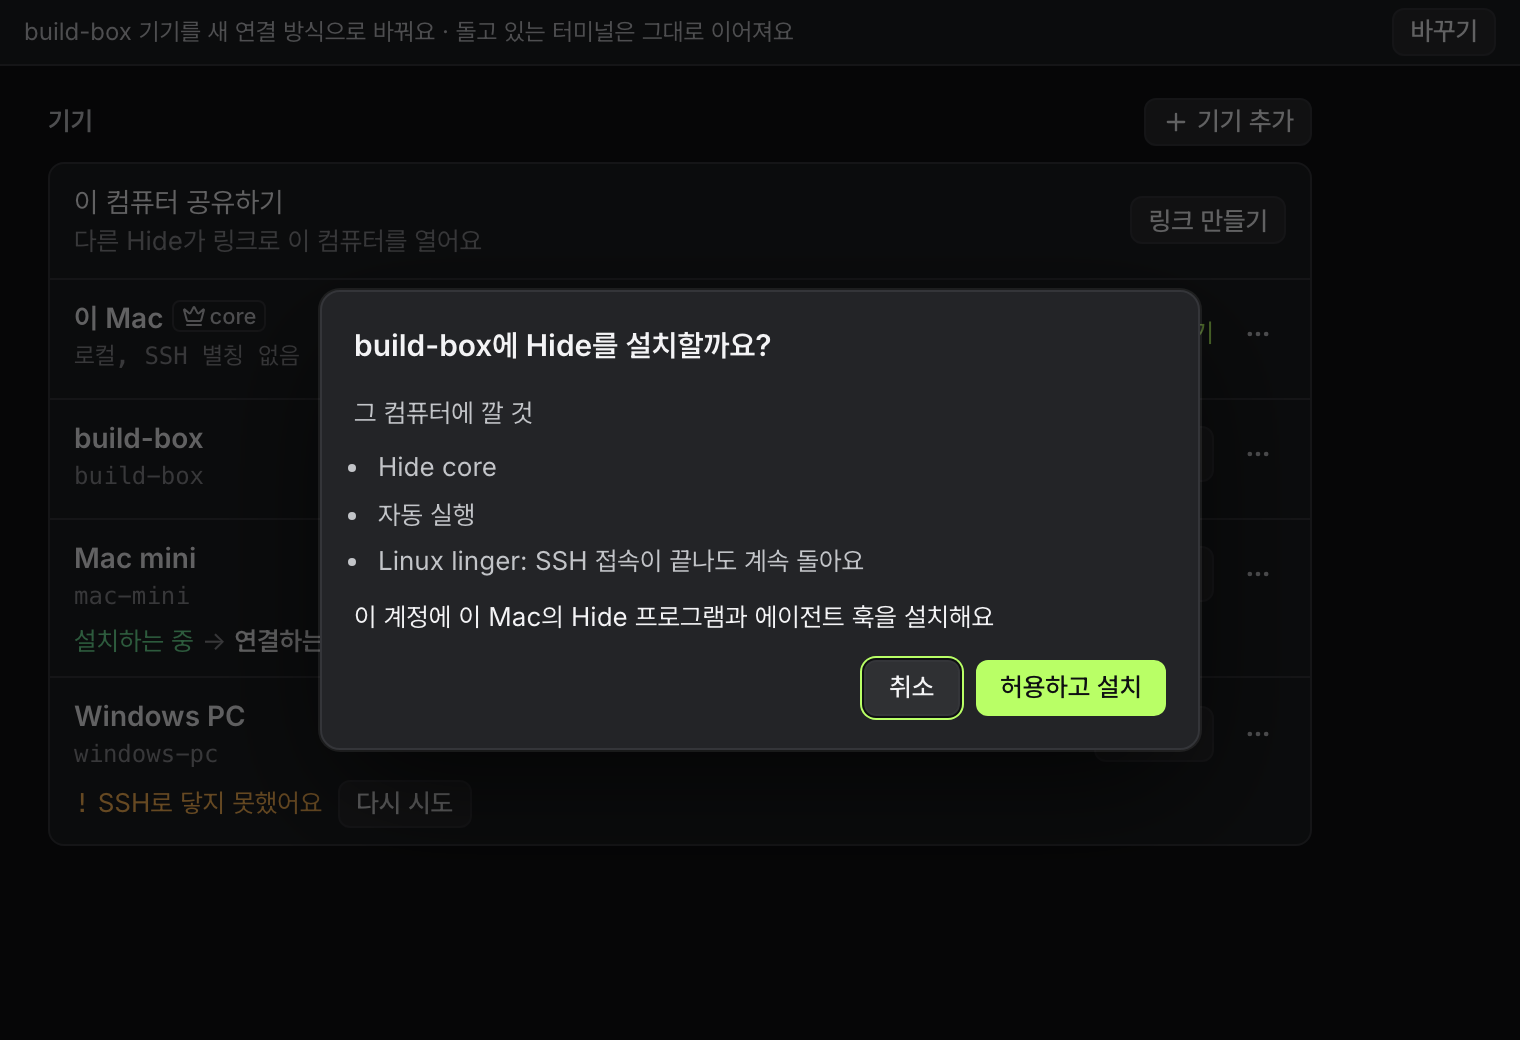 build-box 기기를 새 연결 방식으로 바꿔요 · 돌고 있는 터미널은 그대로 이어져요
바꾸기
기기
+ 기기 추가
이 컴퓨터 공유하기
다른 Hide가 링크로 이 컴퓨터를 열어요
링크 만들기
이 Mac core
로컬, SSH 별칭 없음
build-box
build-box
Mac mini
mac-mini
설치하는 중 → 연결하는
Windows PC
windows-pc
! SSH로 닿지 못했어요
다시 시도
build-box에 Hide를 설치할까요?
그 컴퓨터에 깔 것
• Hide core
• 자동 실행
• Linux linger: SSH 접속이 끝나도 계속 돌아요
이 계정에 이 Mac의 Hide 프로그램과 에이전트 훅을 설치해요
취소
허용하고 설치